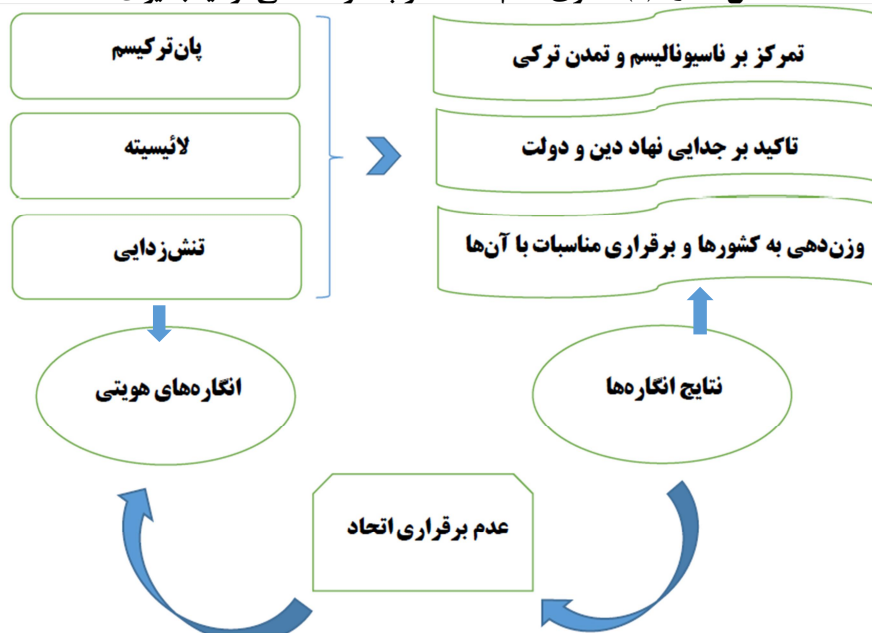 پان‌ترکیسم
تمرکز بر ناسیونالیسم و تمدن ترکی
لائیسیته
تاکید بر جدایی نهاد دین و دولت
تنش‌زدایی
وزن‌دهی به کشورها و برقراری مناسبات با آن‌ها
انگاره‌های هویتی
نتایج انگاره‌ها
عدم برقراری اتحاد